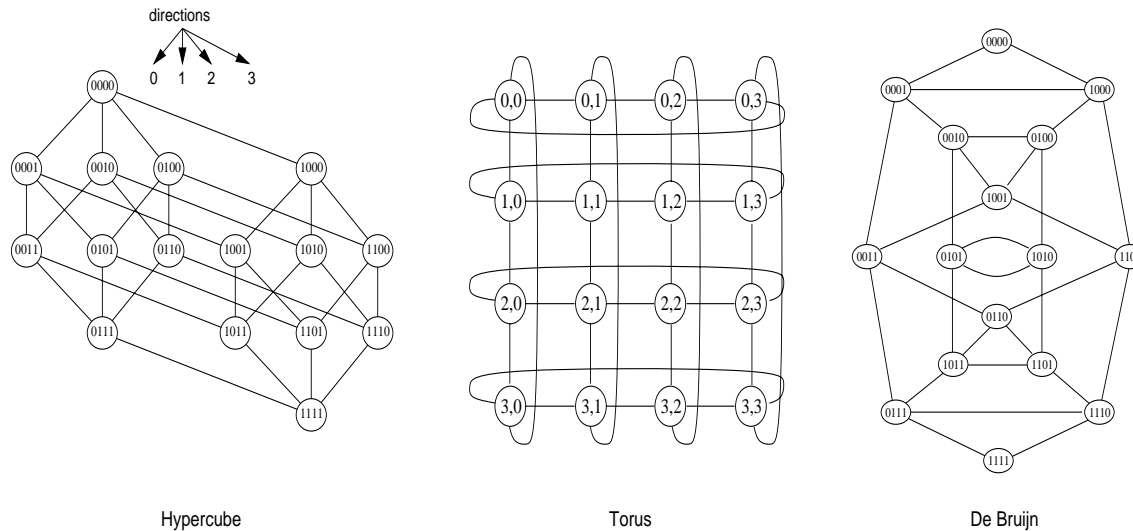 directions
0 1 2 3
0000
0001 0010 0100 1000
0011 0101 0110 1001 1010 1100
0111 1011 1101 1110
1111
Hypercube
0,0 0,1 0,2 0,3
1,0 1,1 1,2 1,3
2,0 2,1 2,2 2,3
3,0 3,1 3,2 3,3
Torus
0000
0001 1000
0010 0100
1001
0011 0101 1010 110
0110
1011 1101
0111 1110
1111
De Bruijn